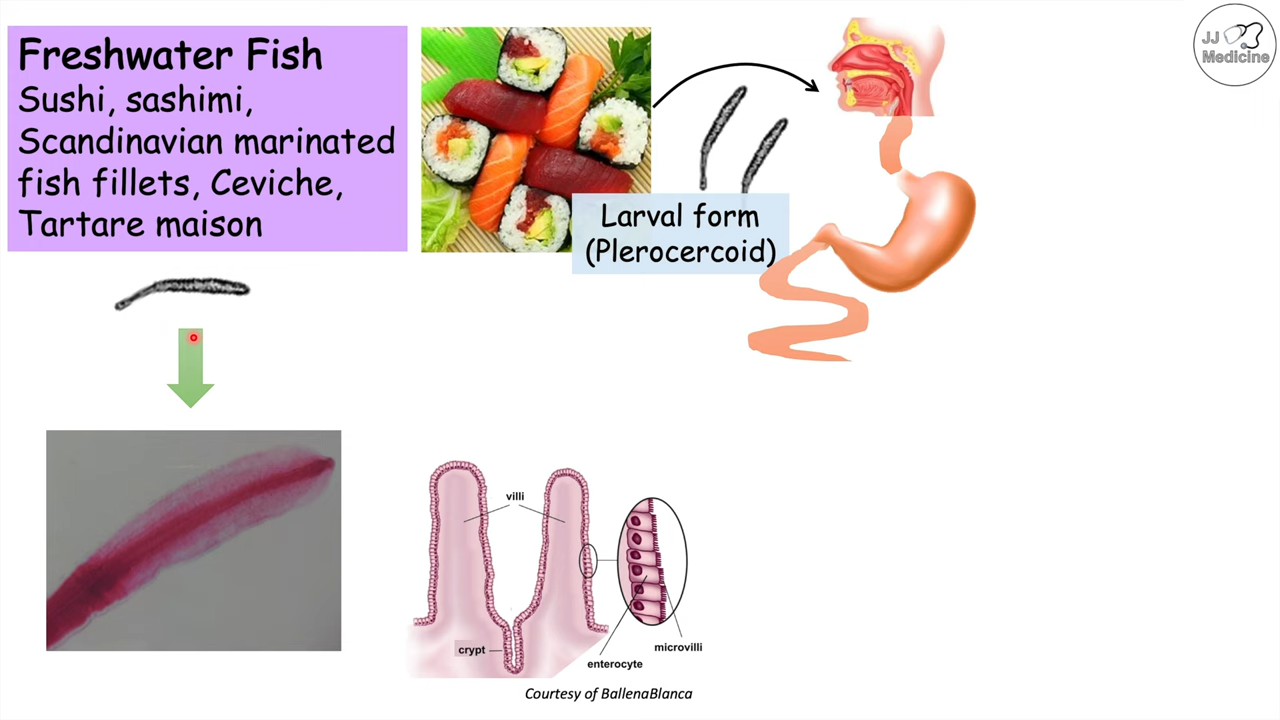 Freshwater Fish
Sushi, sashimi,
Scandinavian marinated
fish fillets, Ceviche,
Tartare maison
Larval form
(Plerocercoid)
JJ
Medicine
villi
crypt
enterocyte
microvilli
Courtesy of BallenaBlanca